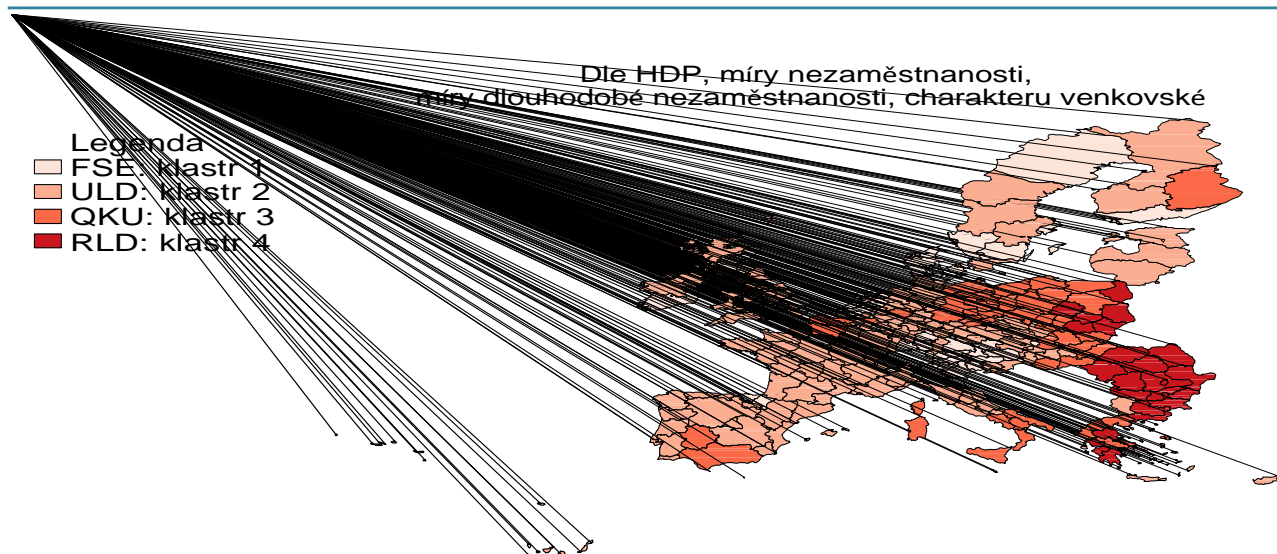 Dle HDP, míry nezaměstnanosti,
míry dlouhodobé nezaměstnanosti, charakteru venkovské
Legenda
FSE: klastr 1
ULD: klastr 2
QKU: klastr 3
RLD: klastr 4